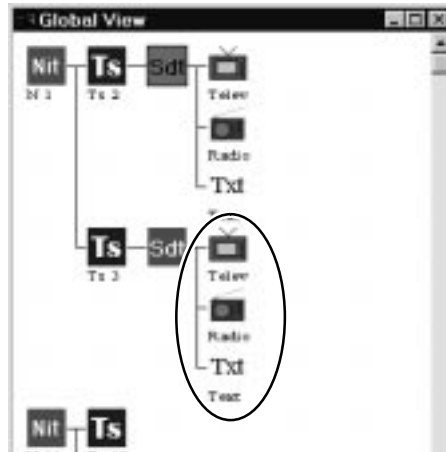 Global View
Nit Ts Sdt
N 1 Ts 2 Telev
Radio
Txt
Ts Sdt
Ts 3 Telev
Radio
Txt
Text
Nit Ts